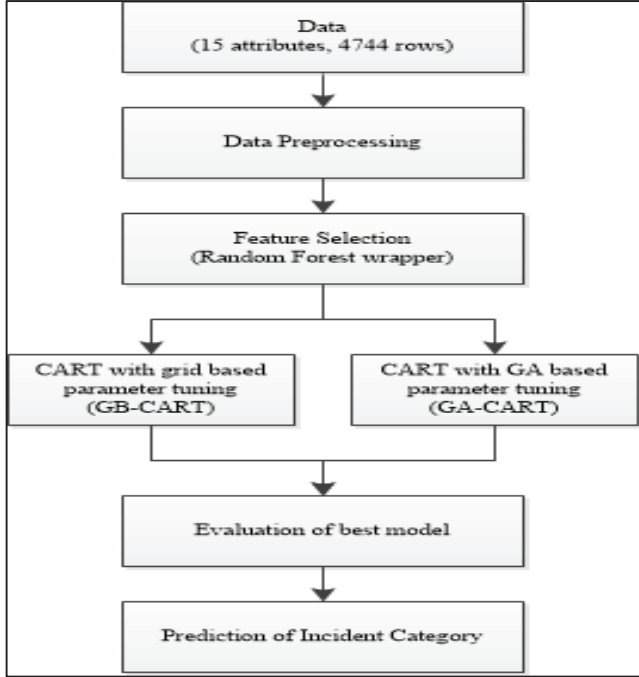 Data
(15 attributes, 4744 rows)
Data Preprocessing
Feature Selection
(Random Forest wrapper)
CART with grid based
parameter tuning
(GB-CART)
CART with GA based
parameter tuning
(GA-CART)
Evaluation of best model
Prediction of Incident Category